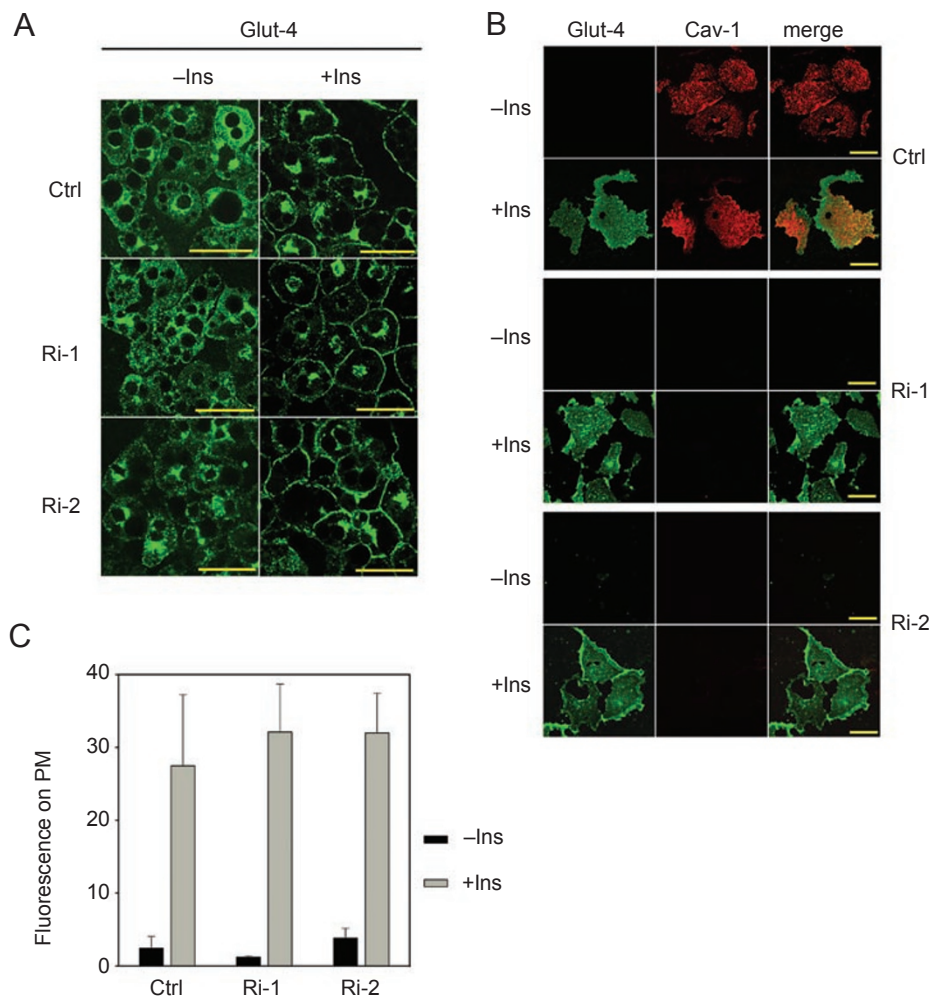 A
Glut-4
–Ins +Ins
Ctrl
Ri-1
Ri-2
B
Glut-4 Cav-1 merge
–Ins
+Ins
Ctrl
–Ins
+Ins
Ri-1
–Ins
+Ins
Ri-2
C
Fluorescence on PM
40
30
20
10
0
Ctrl Ri-1 Ri-2
–Ins
+Ins